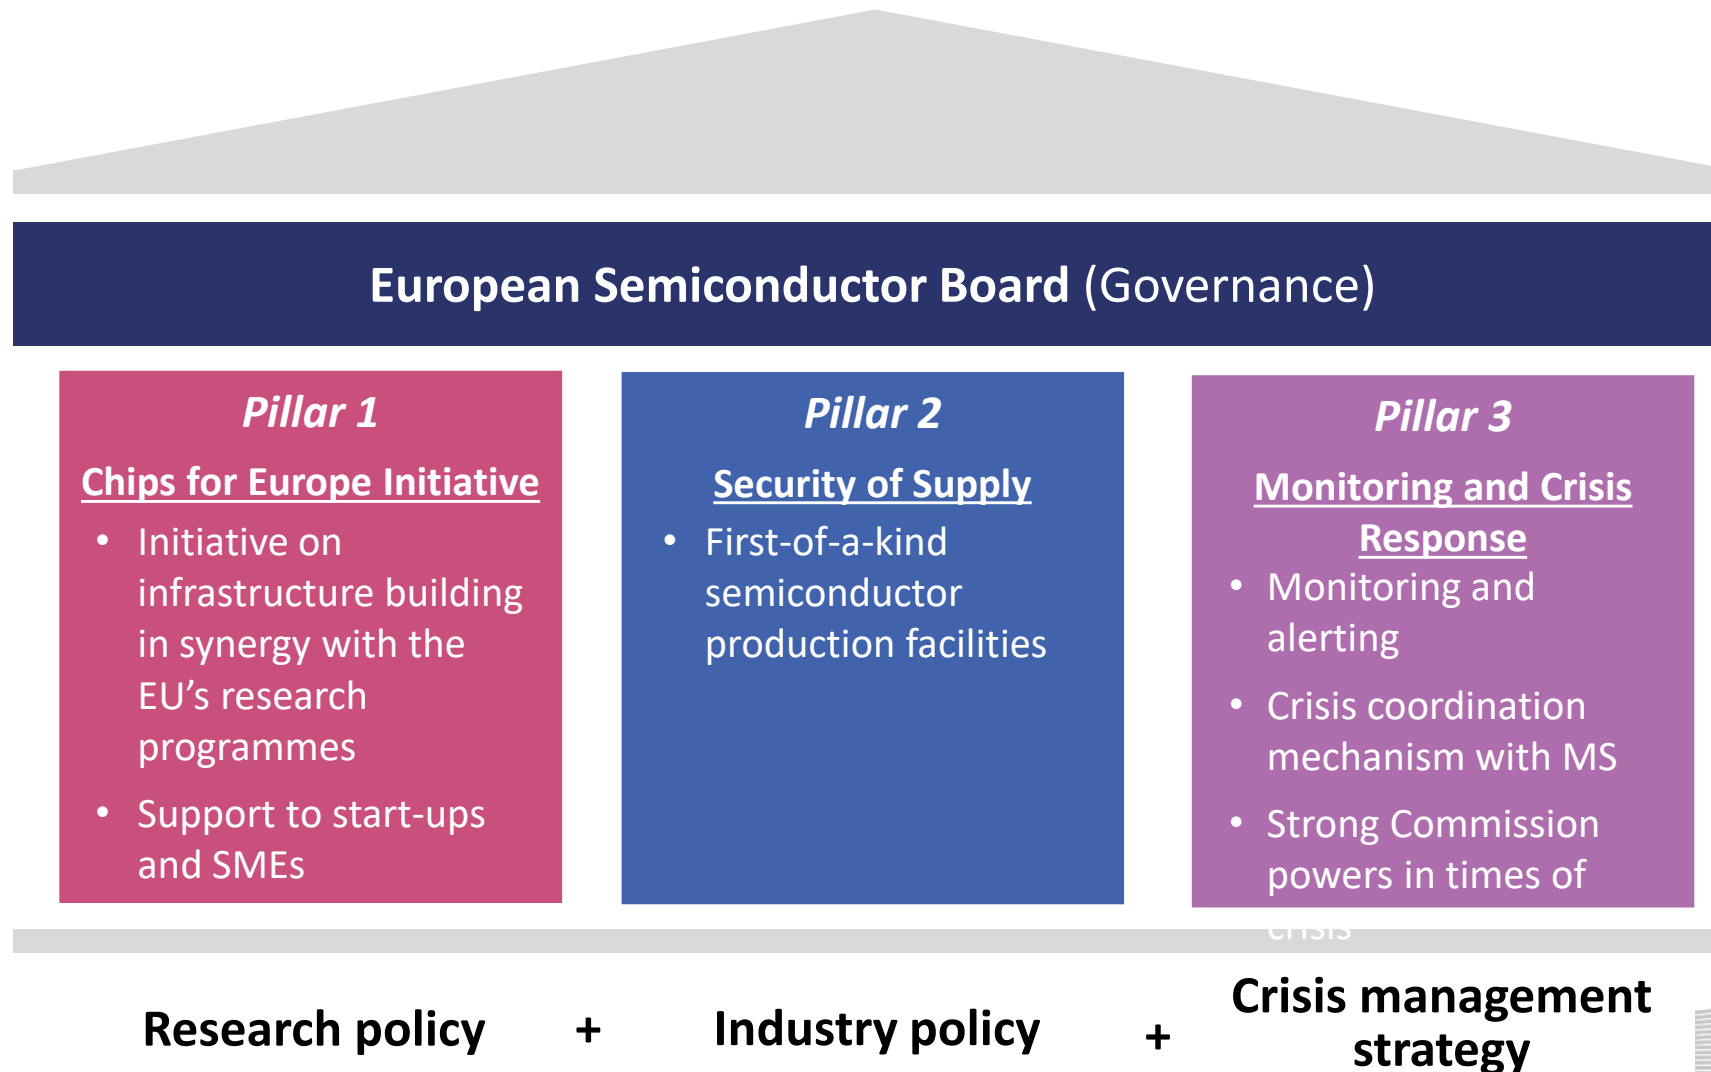 European Semiconductor Board (Governance)
Pillar 1
Chips for Europe Initiative
• Initiative on
infrastructure building
in synergy with the
EU’s research
programmes
• Support to start-ups
and SMEs
Pillar 2
Security of Supply
• First-of-a-kind
semiconductor
production facilities
Pillar 3
Monitoring and Crisis
Response
• Monitoring and
alerting
• Crisis coordination
mechanism with MS
• Strong Commission
powers in times of
crisis
Research policy + Industry policy + Crisis management
strategy